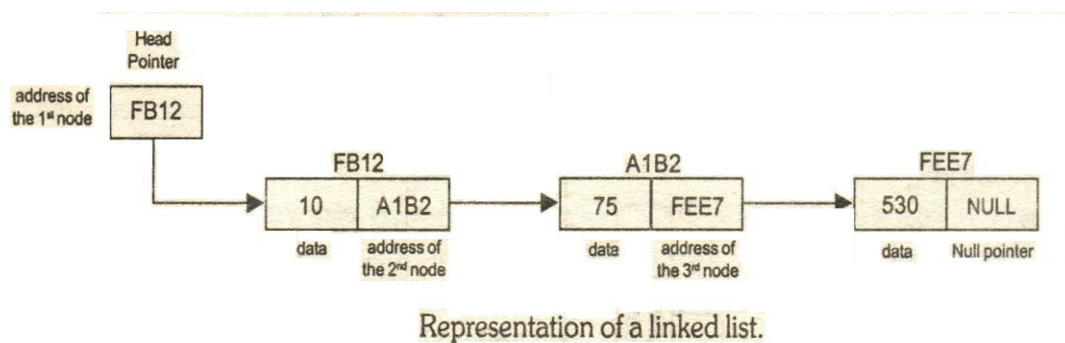 Head
Pointer
address of
the 1st node
FB12
FB12
10
A1B2
data
address of
the 2nd node
A1B2
75
FEE7
data
address of
the 3rd node
FEE7
530
NULL
data
Null pointer
Representation of a linked list.